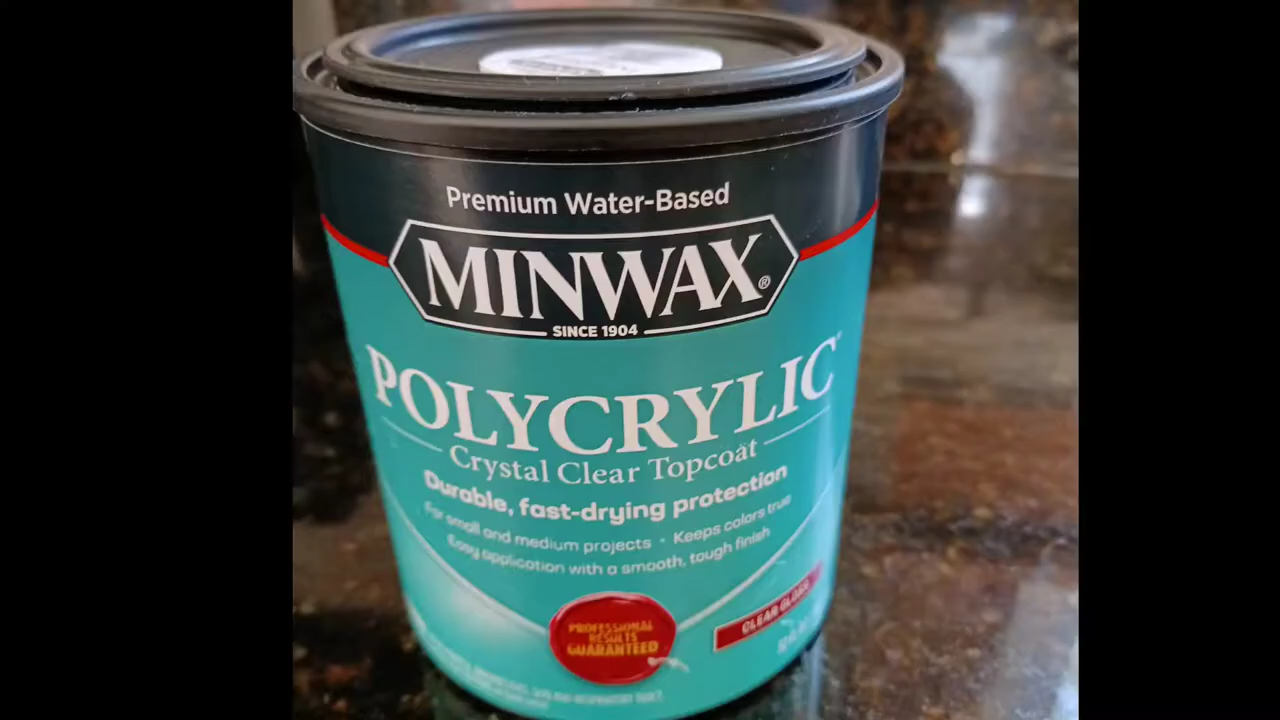 Premium Water-Based
MINWAX®
SINCE 1904
POLYCRYLIC
Crystal Clear Topcoat
Durable, fast-drying protection
For small and medium projects • Keeps colors true
Easy application with a smooth, tough finish
PROFESSIONAL
RESULTS
GUARANTEED
CLEAR GLOSS